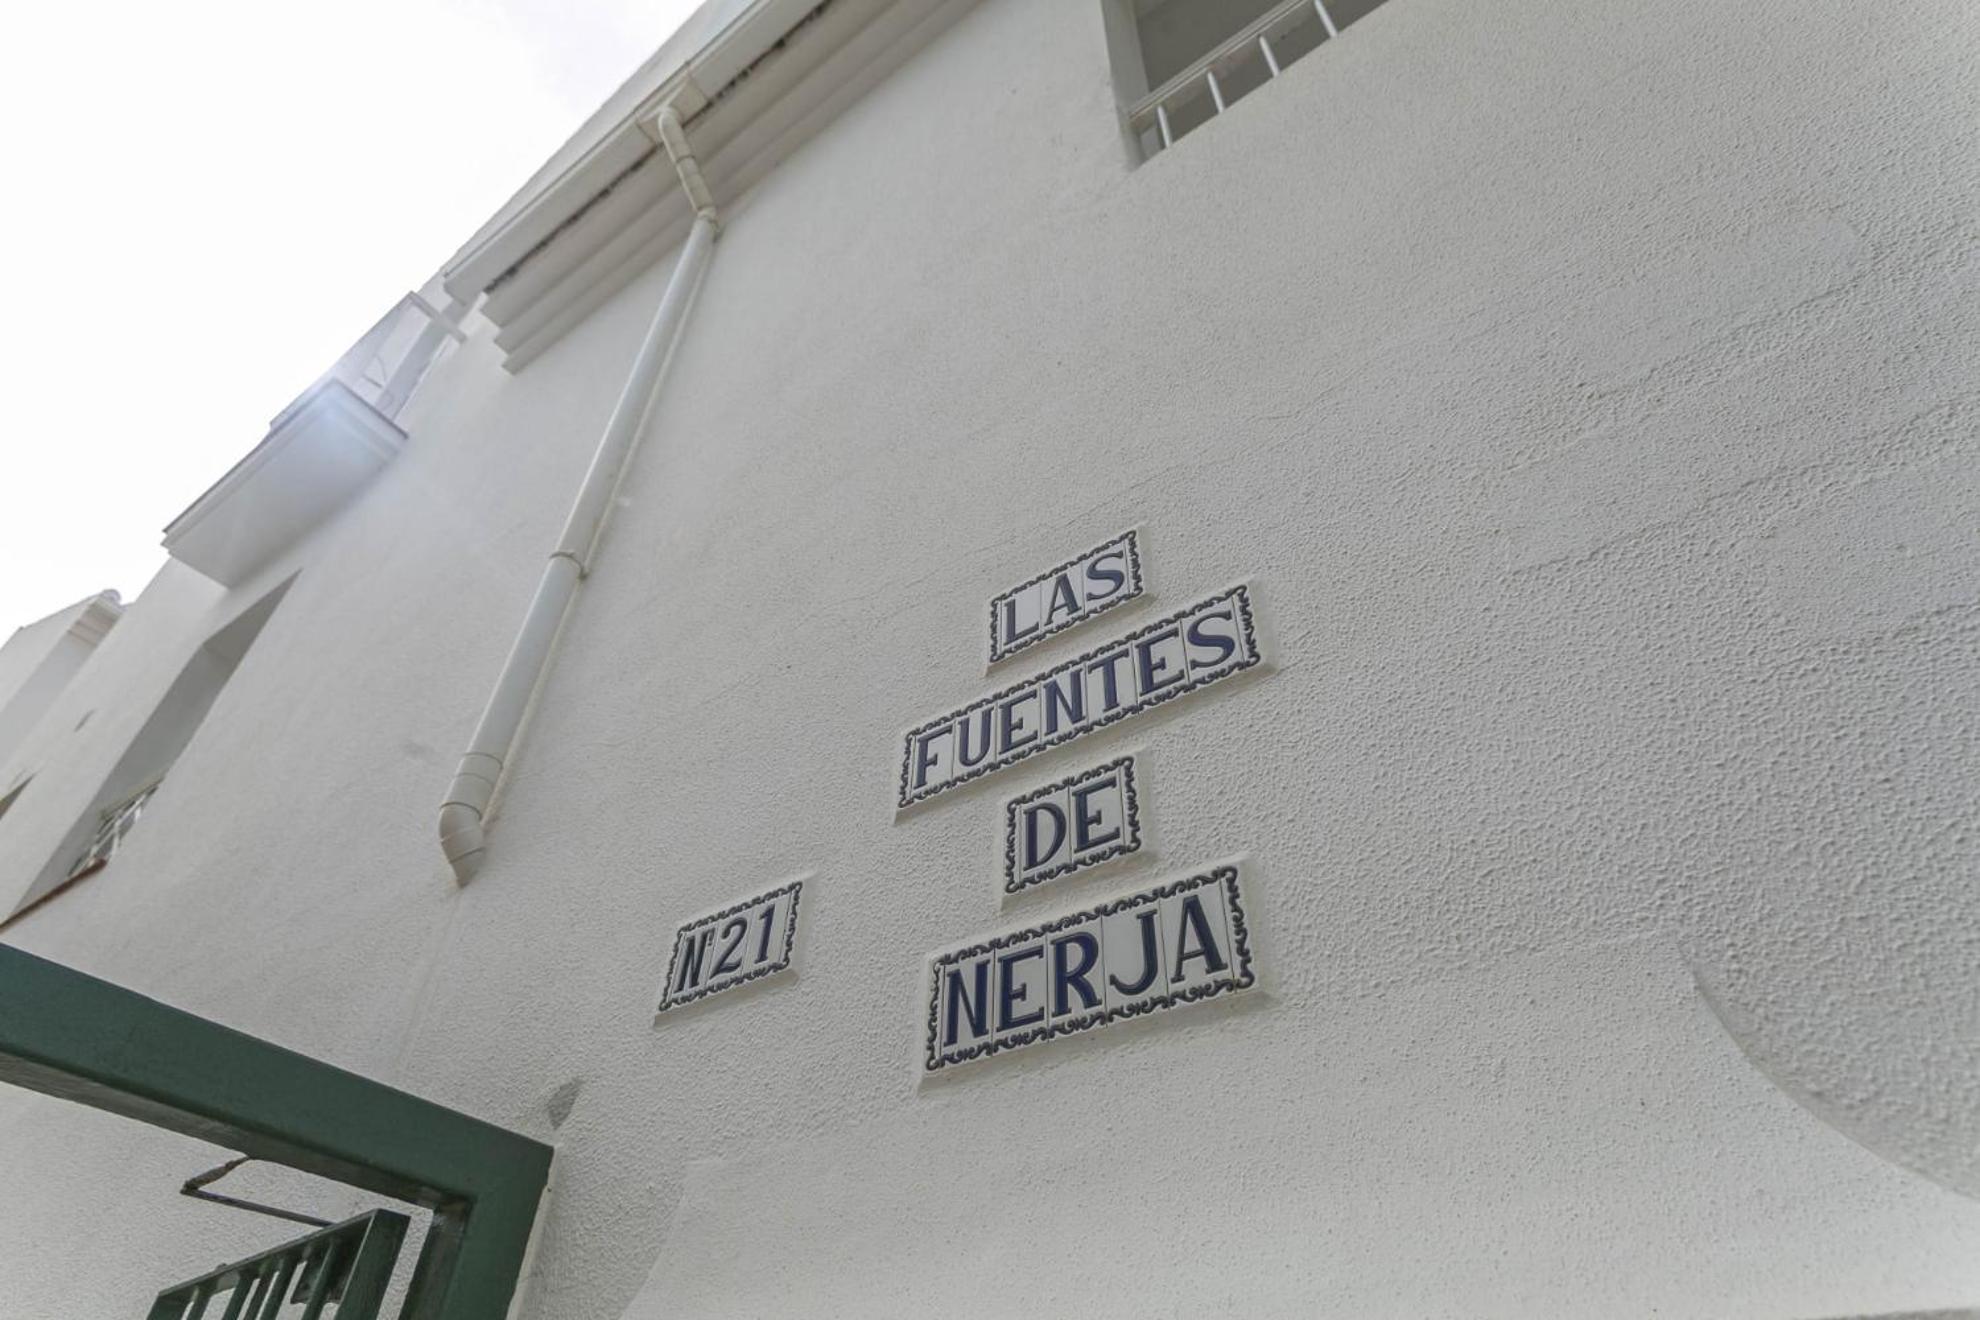 LAS
FUENTES
DE
NERJA
Nº21